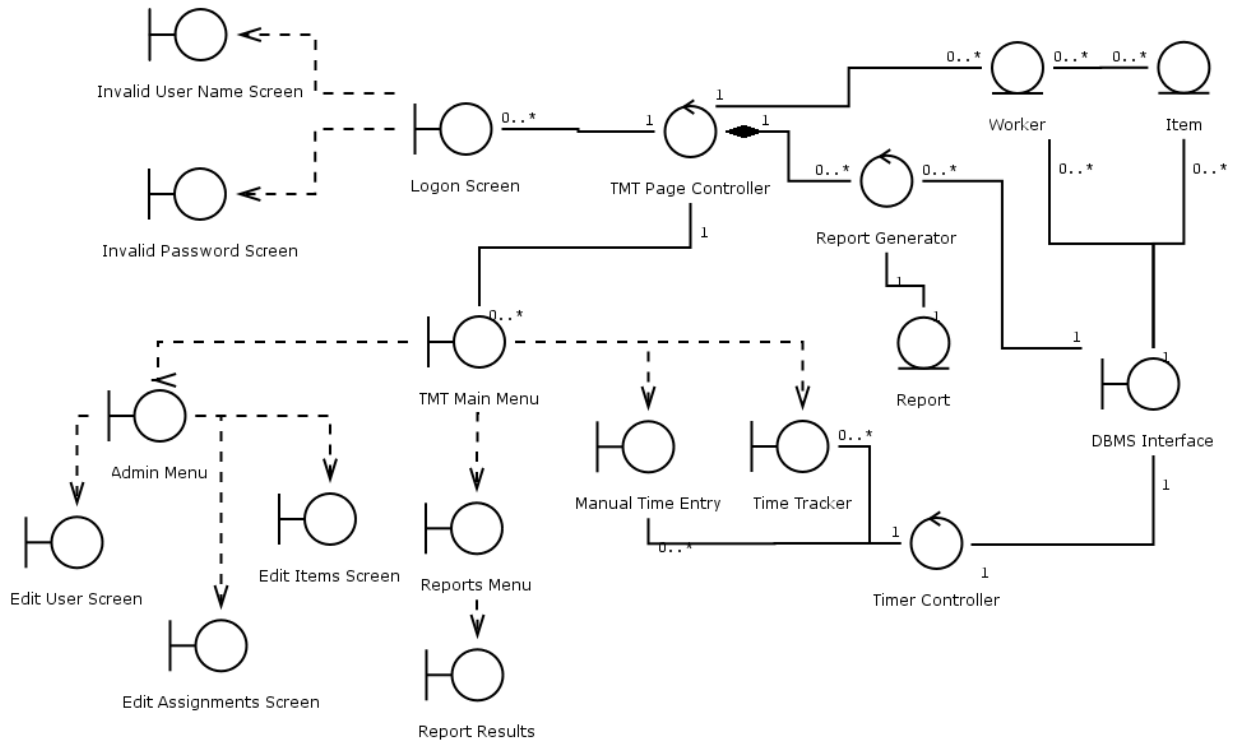 0..*
0..*
0..*
1
Invalid User Name Screen
0..*
1
1
Worker
Item
Logon Screen
TMT Page Controller
0..*
0..*
0..*
0..*
Invalid Password Screen
1
Report Generator
1
0..*
1
1
1
TMT Main Menu
Report
0..*
DBMS Interface
Admin Menu
1
Manual Time Entry
Time Tracker
1
0..*
Edit Items Screen
Reports Menu
1
Edit User Screen
Timer Controller
Edit Assignments Screen
Report Results